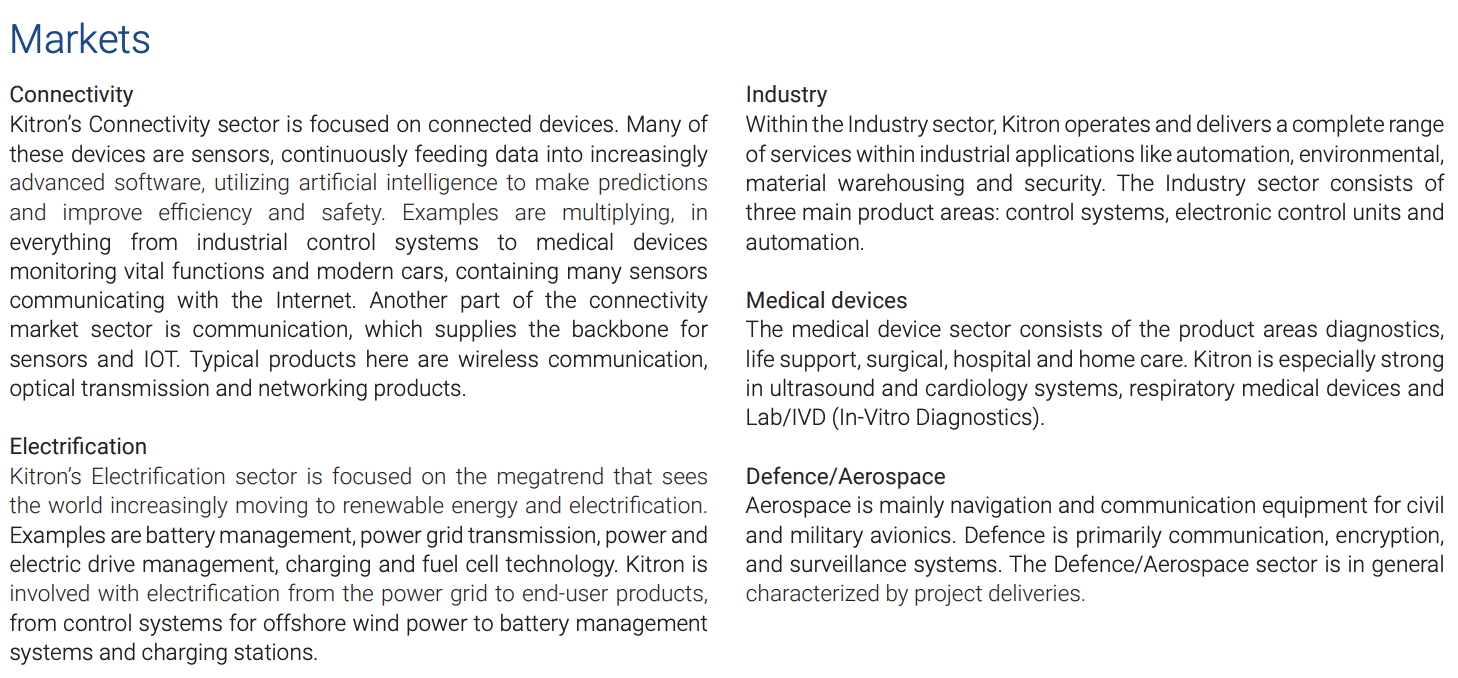 Markets
Connectivity
Kitron’s Connectivity sector is focused on connected devices. Many of
these devices are sensors, continuously feeding data into increasingly
advanced software, utilizing artificial intelligence to make predictions
and improve efficiency and safety. Examples are multiplying, in
everything from industrial control systems to medical devices
monitoring vital functions and modern cars, containing many sensors
communicating with the Internet. Another part of the connectivity
market sector is communication, which supplies the backbone for
sensors and IOT. Typical products here are wireless communication,
optical transmission and networking products.
Electrification
Kitron’s Electrification sector is focused on the megatrend that sees
the world increasingly moving to renewable energy and electrification.
Examples are battery management, power grid transmission, power and
electric drive management, charging and fuel cell technology. Kitron is
involved with electrification from the power grid to end-user products,
from control systems for offshore wind power to battery management
systems and charging stations.
Industry
Within the Industry sector, Kitron operates and delivers a complete range
of services within industrial applications like automation, environmental,
material warehousing and security. The Industry sector consists of
three main product areas: control systems, electronic control units and
automation.
Medical devices
The medical device sector consists of the product areas diagnostics,
life support, surgical, hospital and home care. Kitron is especially strong
in ultrasound and cardiology systems, respiratory medical devices and
Lab/IVD (In-Vitro Diagnostics).
Defence/Aerospace
Aerospace is mainly navigation and communication equipment for civil
and military avionics. Defence is primarily communication, encryption,
and surveillance systems. The Defence/Aerospace sector is in general
characterized by project deliveries.